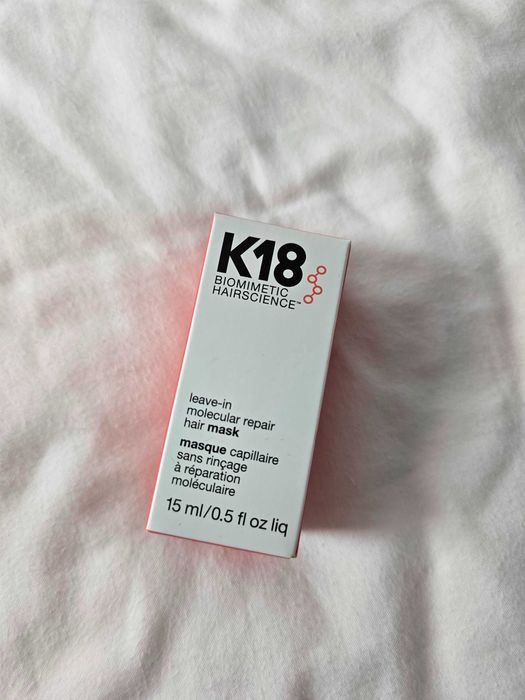 K18
BIOMIMETIC
HAIRSCIENCE™
leave-in
molecular repair
hair mask
masque capillaire
sans rinçage
à réparation
moléculaire
15 ml/0.5 fl oz liq